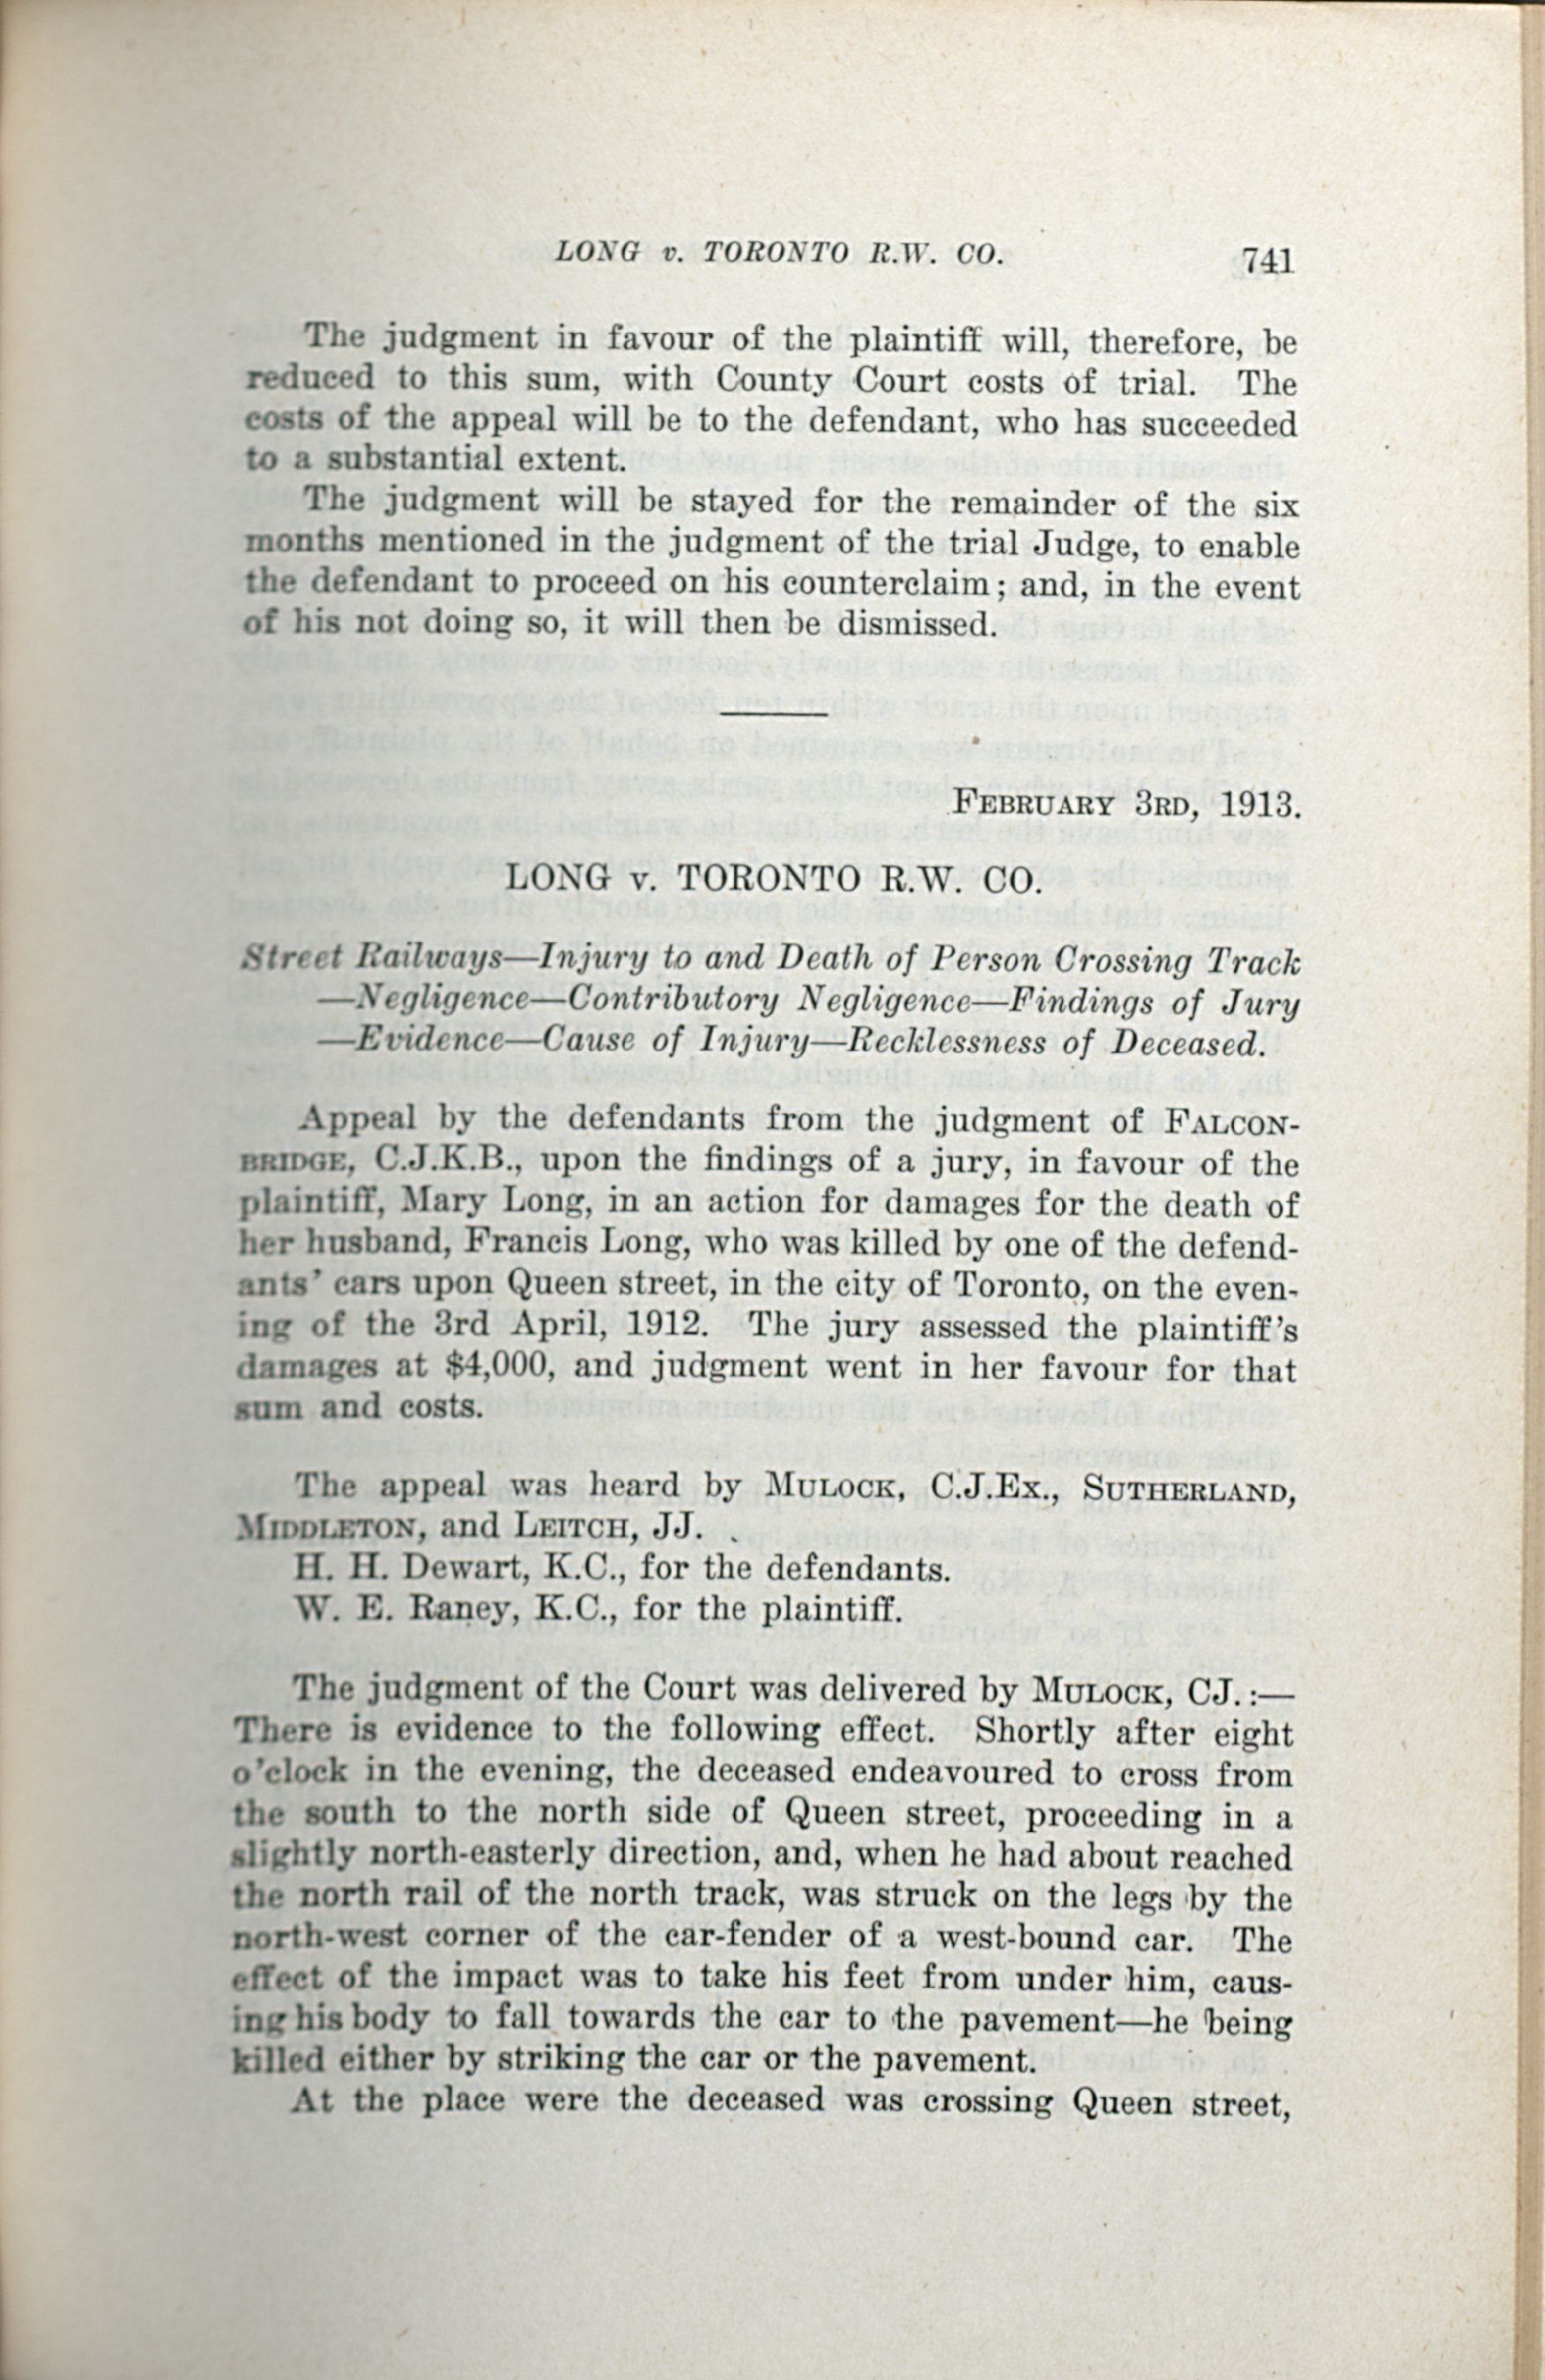 LONG v. TORONTO R.W. CO. 741
The judgment in favour of the plaintiff will, therefore, be
reduced to this sum, with County Court costs of trial. The
costs of the appeal will be to the defendant, who has succeeded
to a substantial extent.
The judgment will be stayed for the remainder of the six
months mentioned in the judgment of the trial Judge, to enable
the defendant to proceed on his counterclaim; and, in the event
of his not doing so, it will then be dismissed.
FEBRUARY 3RD, 1913.
LONG v. TORONTO R.W. CO.
Street Railways—Injury to and Death of Person Crossing Track
—Negligence—Contributory Negligence—Findings of Jury
—Evidence—Cause of Injury—Recklessness of Deceased.
Appeal by the defendants from the judgment of FALCON-
BRIDGE, C.J.K.B., upon the findings of a jury, in favour of the
plaintiff, Mary Long, in an action for damages for the death of
her husband, Francis Long, who was killed by one of the defend-
ants' cars upon Queen street, in the city of Toronto, on the even-
ing of the 3rd April, 1912. The jury assessed the plaintiff's
damages at $4,000, and judgment went in her favour for that
sum and costs.
The appeal was heard by MULOCK, C.J.Ex., SUTHERLAND,
MIDDLETON, and LEITCH, JJ.
H. H. Dewart, K.C., for the defendants.
W. E. Raney, K.C., for the plaintiff.
The judgment of the Court was delivered by MULOCK, CJ.:—
There is evidence to the following effect. Shortly after eight
o'clock in the evening, the deceased endeavoured to cross from
the south to the north side of Queen street, proceeding in a
slightly north-easterly direction, and, when he had about reached
the north rail of the north track, was struck on the legs by the
north-west corner of the car-fender of a west-bound car. The
effect of the impact was to take his feet from under him, caus-
ing his body to fall towards the car to the pavement—he being
killed either by striking the car or the pavement.
At the place were the deceased was crossing Queen street,